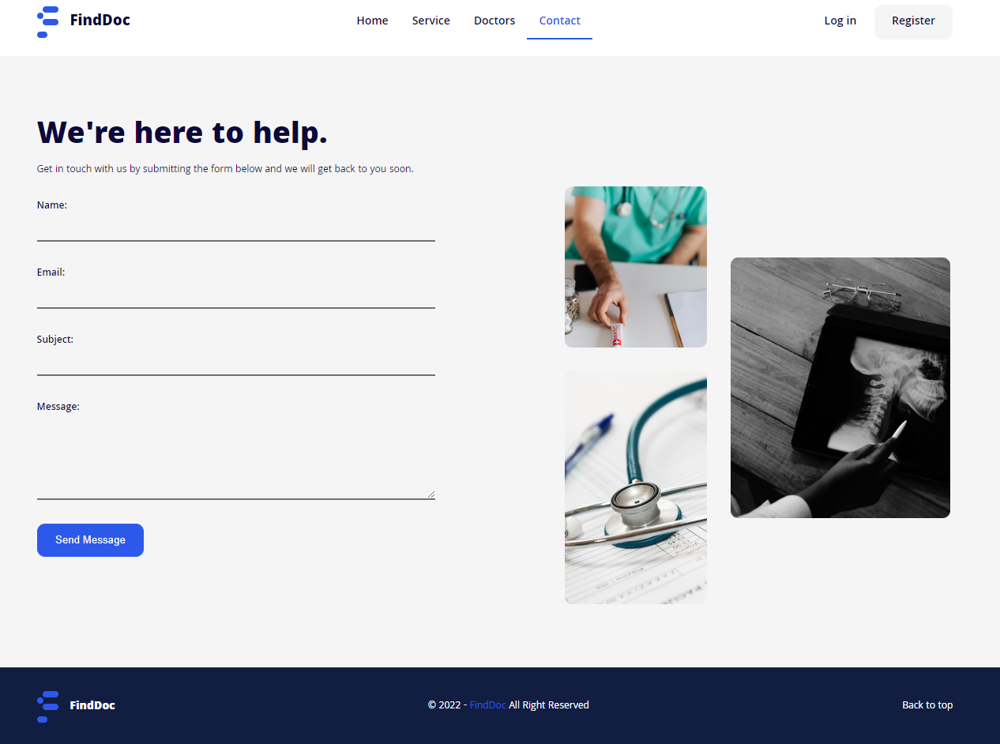 FindDoc
Home Service Doctors Contact
Log in Register
We're here to help.
Get in touch with us by submitting the form below and we will get back to you soon.
Name:
Email:
Subject:
Message:
Send Message
FindDoc
© 2022 - FindDoc All Right Reserved
Back to top